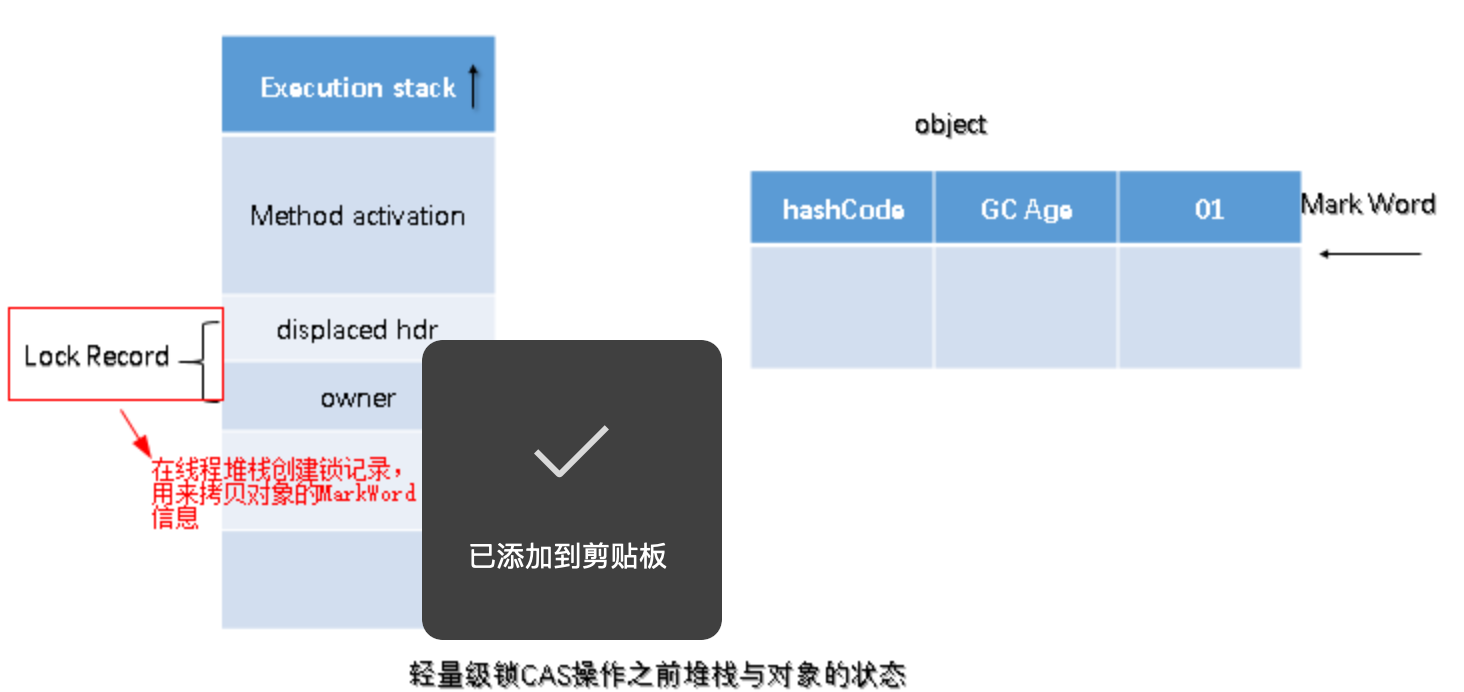 Execution stack
object
hashCode
GC Age
01
Mark Word
Method activation
displaced hdr
Lock Record
owner
在线程堆栈创建锁记录,
用来拷贝对象的MarkWord
信息
已添加到剪贴板
轻量级锁CAS操作之前堆栈与对象的状态